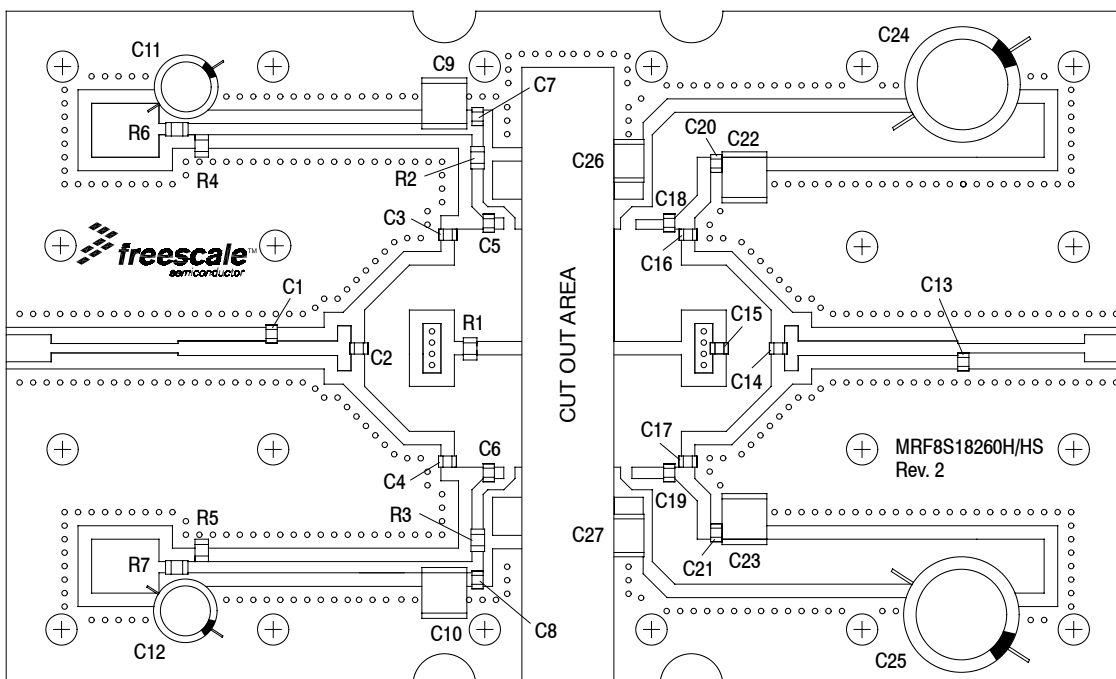 C11
C9
C7
C24
R6
R4
R2
C26
C20
C22
C3
C5
C18
C16
freescale™
semiconductor
C1
C2
R1
CUT OUT AREA
C15
C14
C13
C4
C6
C17
C19
MRF8S18260H/HS
Rev. 2
R5
R3
R7
C27
C21
C23
C12
C10
C8
C25